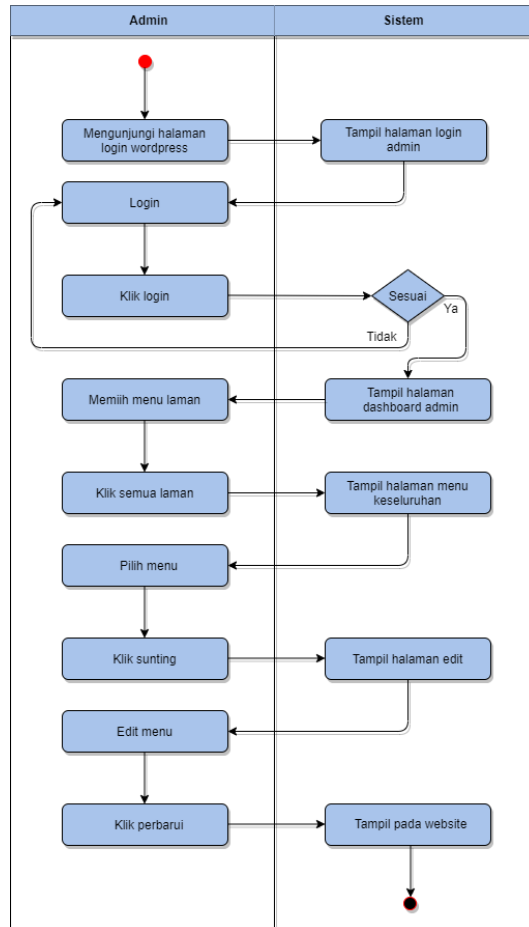 Admin
Sistem
Mengunjungi halaman
login wordpress
Tampil halaman login
admin
Login
Klik login
Sesuai
Ya
Tidak
Memiih menu laman
Tampil halaman
dashboard admin
Klik semua laman
Tampil halaman menu
keseluruhan
Pilih menu
Klik sunting
Tampil halaman edit
Edit menu
Klik perbarui
Tampil pada website